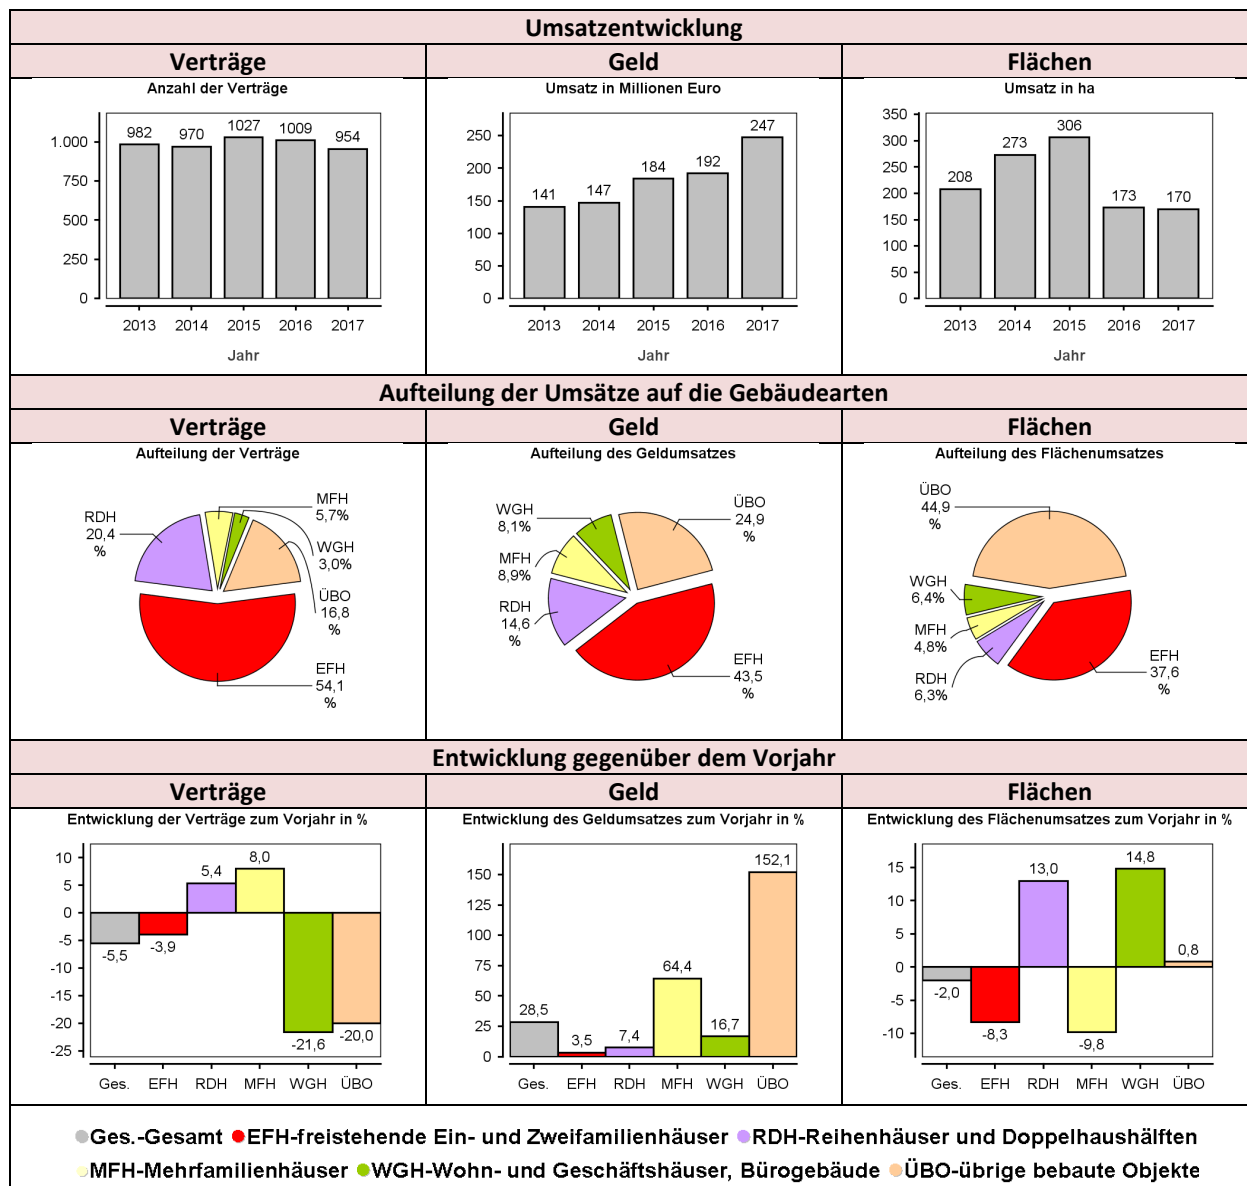 Umsatzentwicklung
Verträge
Geld
Flächen
Anzahl der Verträge
1.000
750
500
250
0
982
970
1027
1009
954
2013 2014 2015 2016 2017
Jahr
Umsatz in Millionen Euro
250
200
150
100
50
0
141
147
184
192
247
2013 2014 2015 2016 2017
Jahr
Umsatz in ha
350
300
250
200
150
100
50
0
208
273
306
173
170
2013 2014 2015 2016 2017
Jahr
Aufteilung der Umsätze auf die Gebäudearten
Verträge
Geld
Flächen
Aufteilung der Verträge
RDH
20,4
%
MFH
5,7%
WGH
3,0%
ÜBO
16,8
%
EFH
54,1
%
Aufteilung des Geldumsatzes
WGH
8,1%
MFH
8,9%
RDH
14,6
%
ÜBO
24,9
%
EFH
43,5
%
Aufteilung des Flächenumsatzes
ÜBO
44,9
%
WGH
6,4%
MFH
4,8%
RDH
6,3%
EFH
37,6
%
Entwicklung gegenüber dem Vorjahr
Verträge
Geld
Flächen
Entwicklung der Verträge zum Vorjahr in %
10
5
0
-5
-10
-15
-20
-25
-5,5
-3,9
5,4
8,0
-21,6
-20,0
Ges. EFH RDH MFH WGH ÜBO
Entwicklung des Geldumsatzes zum Vorjahr in %
150
125
100
75
50
25
0
28,5
3,5
7,4
64,4
16,7
152,1
Ges. EFH RDH MFH WGH ÜBO
Entwicklung des Flächenumsatzes zum Vorjahr in %
15
10
5
0
-5
-10
-2,0
-8,3
13,0
-9,8
14,8
0,8
Ges. EFH RDH MFH WGH ÜBO
Ges.-Gesamt EFH-freistehende Ein- und Zweifamilienhäuser RDH-Reihenhäuser und Doppelhaushälften
MFH-Mehrfamilienhäuser WGH-Wohn- und Geschäftshäuser, Bürogebäude ÜBO-übrige bebaute Objekte